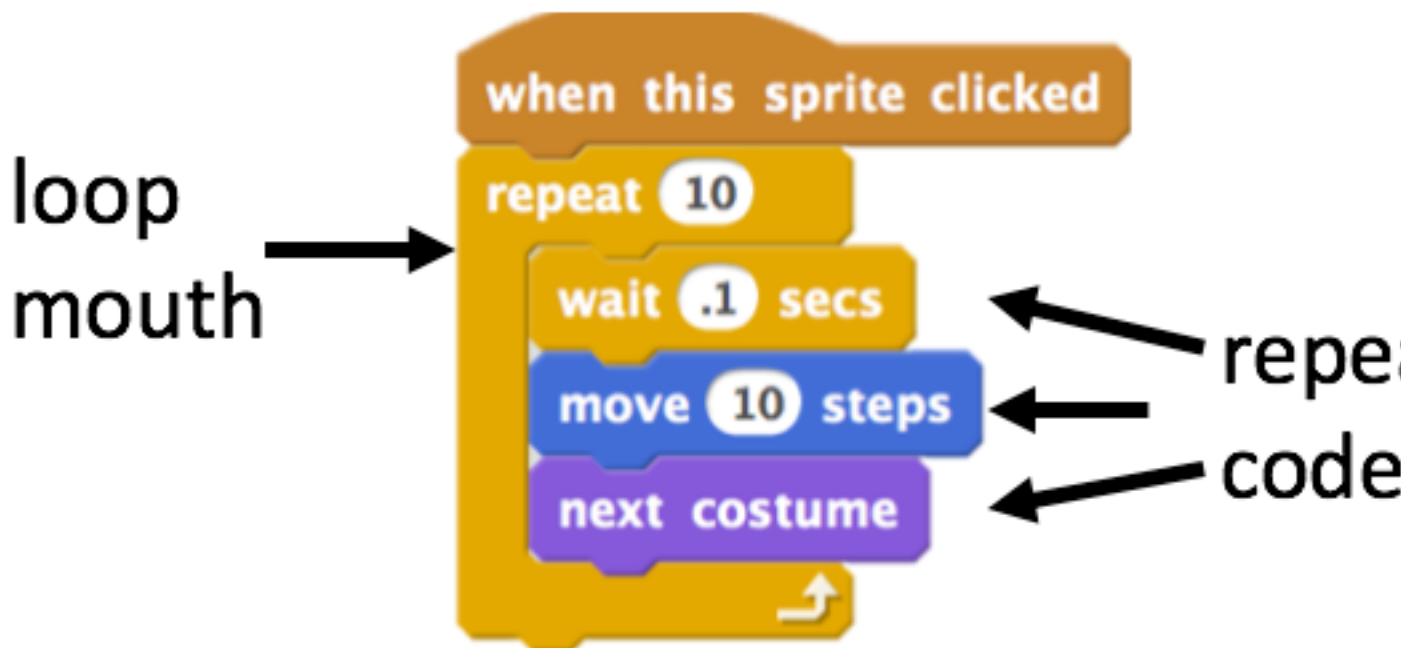 when this sprite clicked
loop
mouth
repeat 10
wait .1 secs
move 10 steps
next costume
code